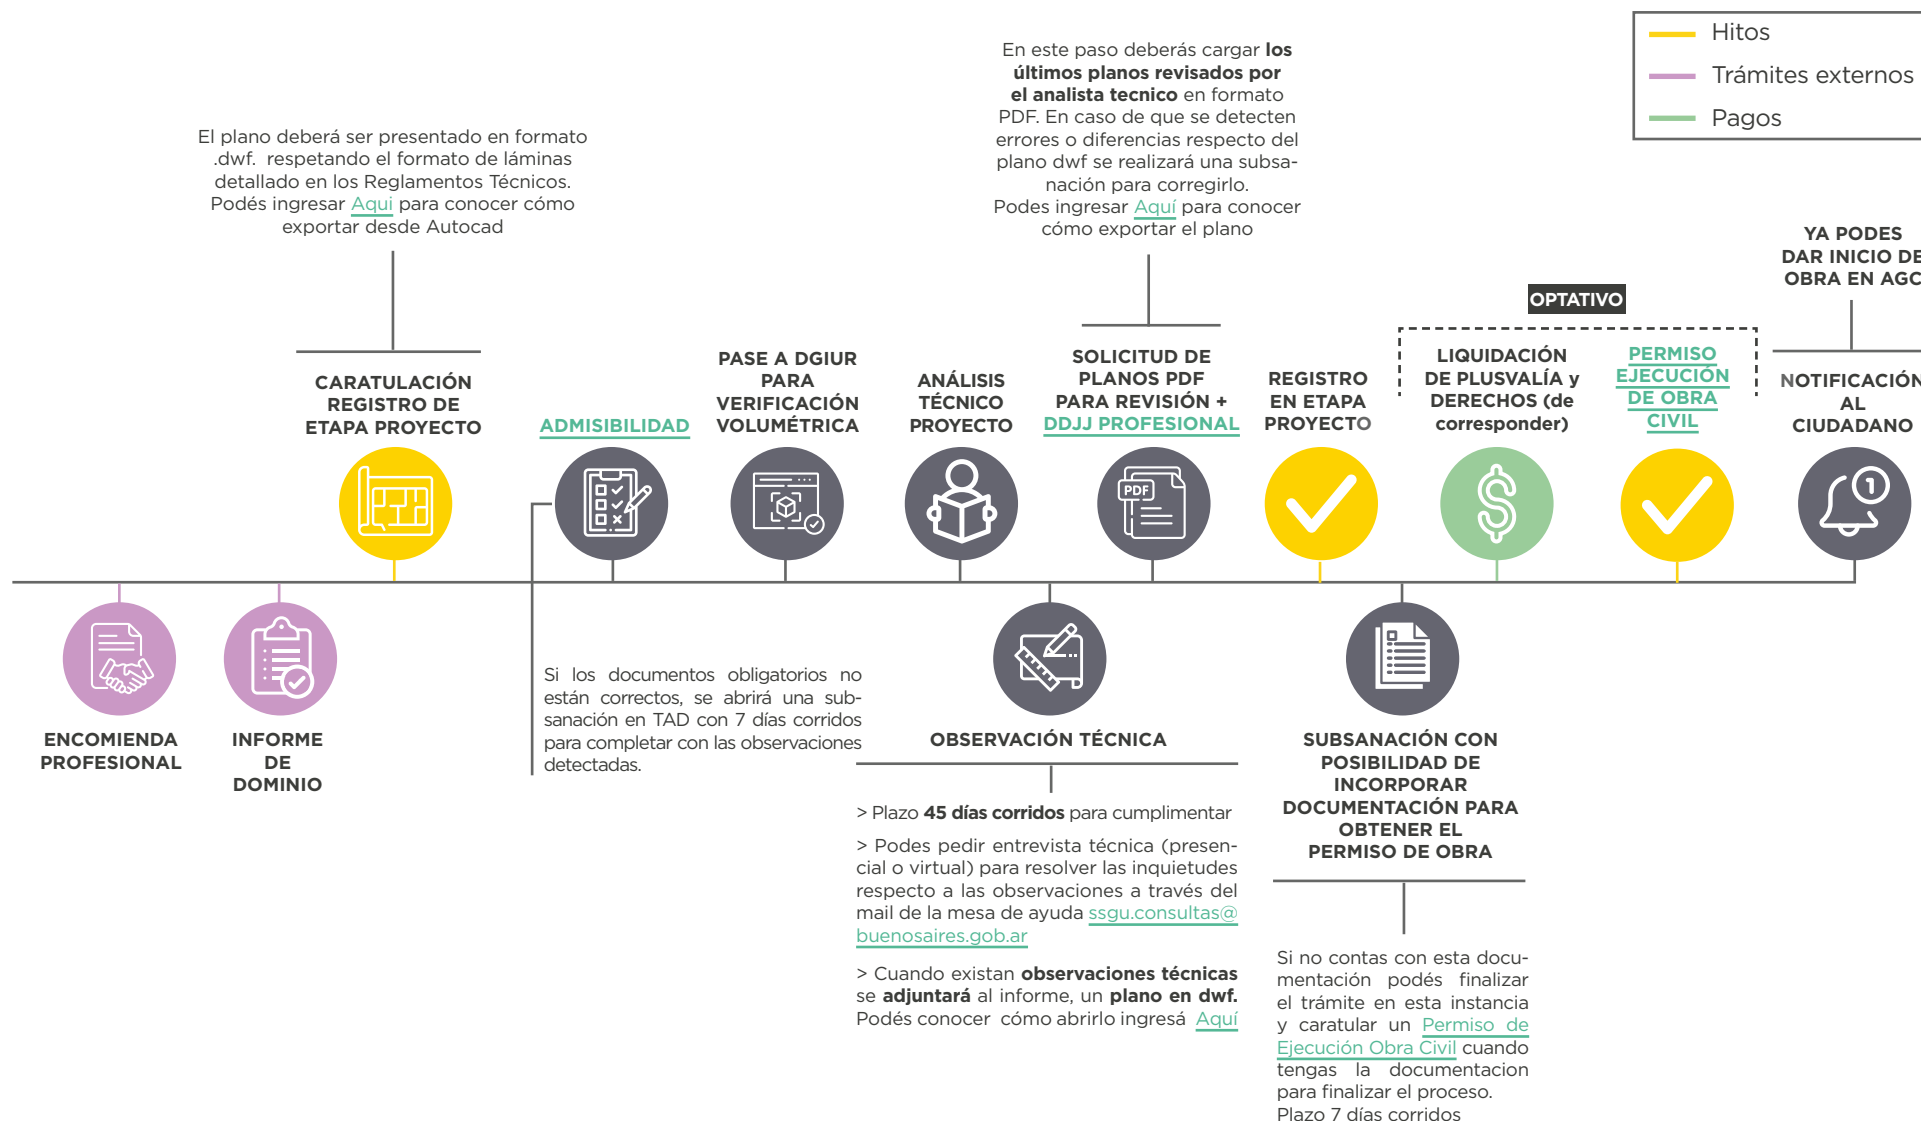 Hitos
Trámites externos
Pagos
El plano deberá ser presentado en formato
.dwf. respetando el formato de láminas
detallado en los Reglamentos Técnicos.
Podés ingresar Aqui para conocer cómo
exportar desde Autocad
En este paso deberás cargar los
últimos planos revisados por
el analista tecnico en formato
PDF. En caso de que se detecten
errores o diferencias respecto del
plano dwf se realizará una subsa-
nación para corregirlo.
Podes ingresar Aquí para conocer
cómo exportar el plano
YA PODES
DAR INICIO DE
OBRA EN AGC
OPTATIVO
CARATULACIÓN
REGISTRO DE
ETAPA PROYECTO
ADMISIBILIDAD
PASE A DGIUR
PARA
VERIFICACIÓN
VOLUMÉTRICA
ANÁLISIS
TÉCNICO
PROYECTO
SOLICITUD DE
PLANOS PDF
PARA REVISIÓN +
DDJJ PROFESIONAL
PDF
REGISTRO
EN ETAPA
PROYECTO
LIQUIDACIÓN
DE PLUSVALÍA y
DERECHOS (de
corresponder)
$
PERMISO
EJECUCIÓN
DE OBRA
CIVIL
NOTIFICACIÓN
AL
CIUDADANO
1
ENCOMIENDA
PROFESIONAL
INFORME
DE
DOMINIO
Si los documentos obligatorios no
están correctos, se abrirá una sub-
sanación en TAD con 7 días corridos
para completar con las observaciones
detectadas.
OBSERVACIÓN TÉCNICA
> Plazo 45 días corridos para cumplimentar
> Podes pedir entrevista técnica (presen-
cial o virtual) para resolver las inquietudes
respecto a las observaciones a través del
mail de la mesa de ayuda ssgu.consultas@
buenosaires.gob.ar
> Cuando existan observaciones técnicas
se adjuntará al informe, un plano en dwf.
Podés conocer cómo abrirlo ingresá Aquí
SUBSANACIÓN CON
POSIBILIDAD DE
INCORPORAR
DOCUMENTACIÓN PARA
OBTENER EL
PERMISO DE OBRA
Si no contas con esta docu-
mentación podés finalizar
el trámite en esta instancia
y caratular un Permiso de
Ejecución Obra Civil cuando
tengas la documentacion
para finalizar el proceso.
Plazo 7 días corridos